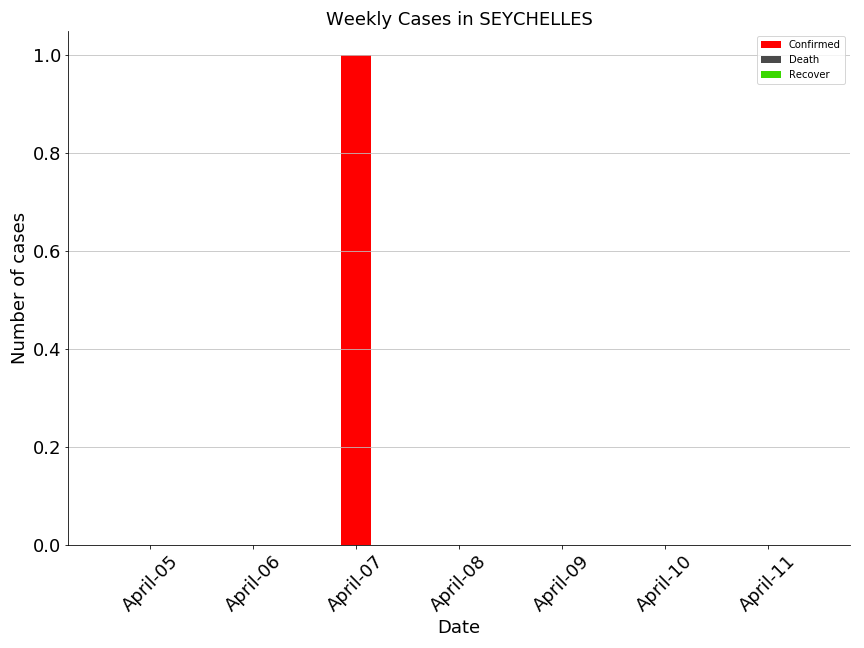 Weekly Cases in SEYCHELLES
Confirmed
Death
Recover
Number of cases
1.0
0.8
0.6
0.4
0.2
0.0
April-05
April-06
April-07
April-08
April-09
April-10
April-11
Date